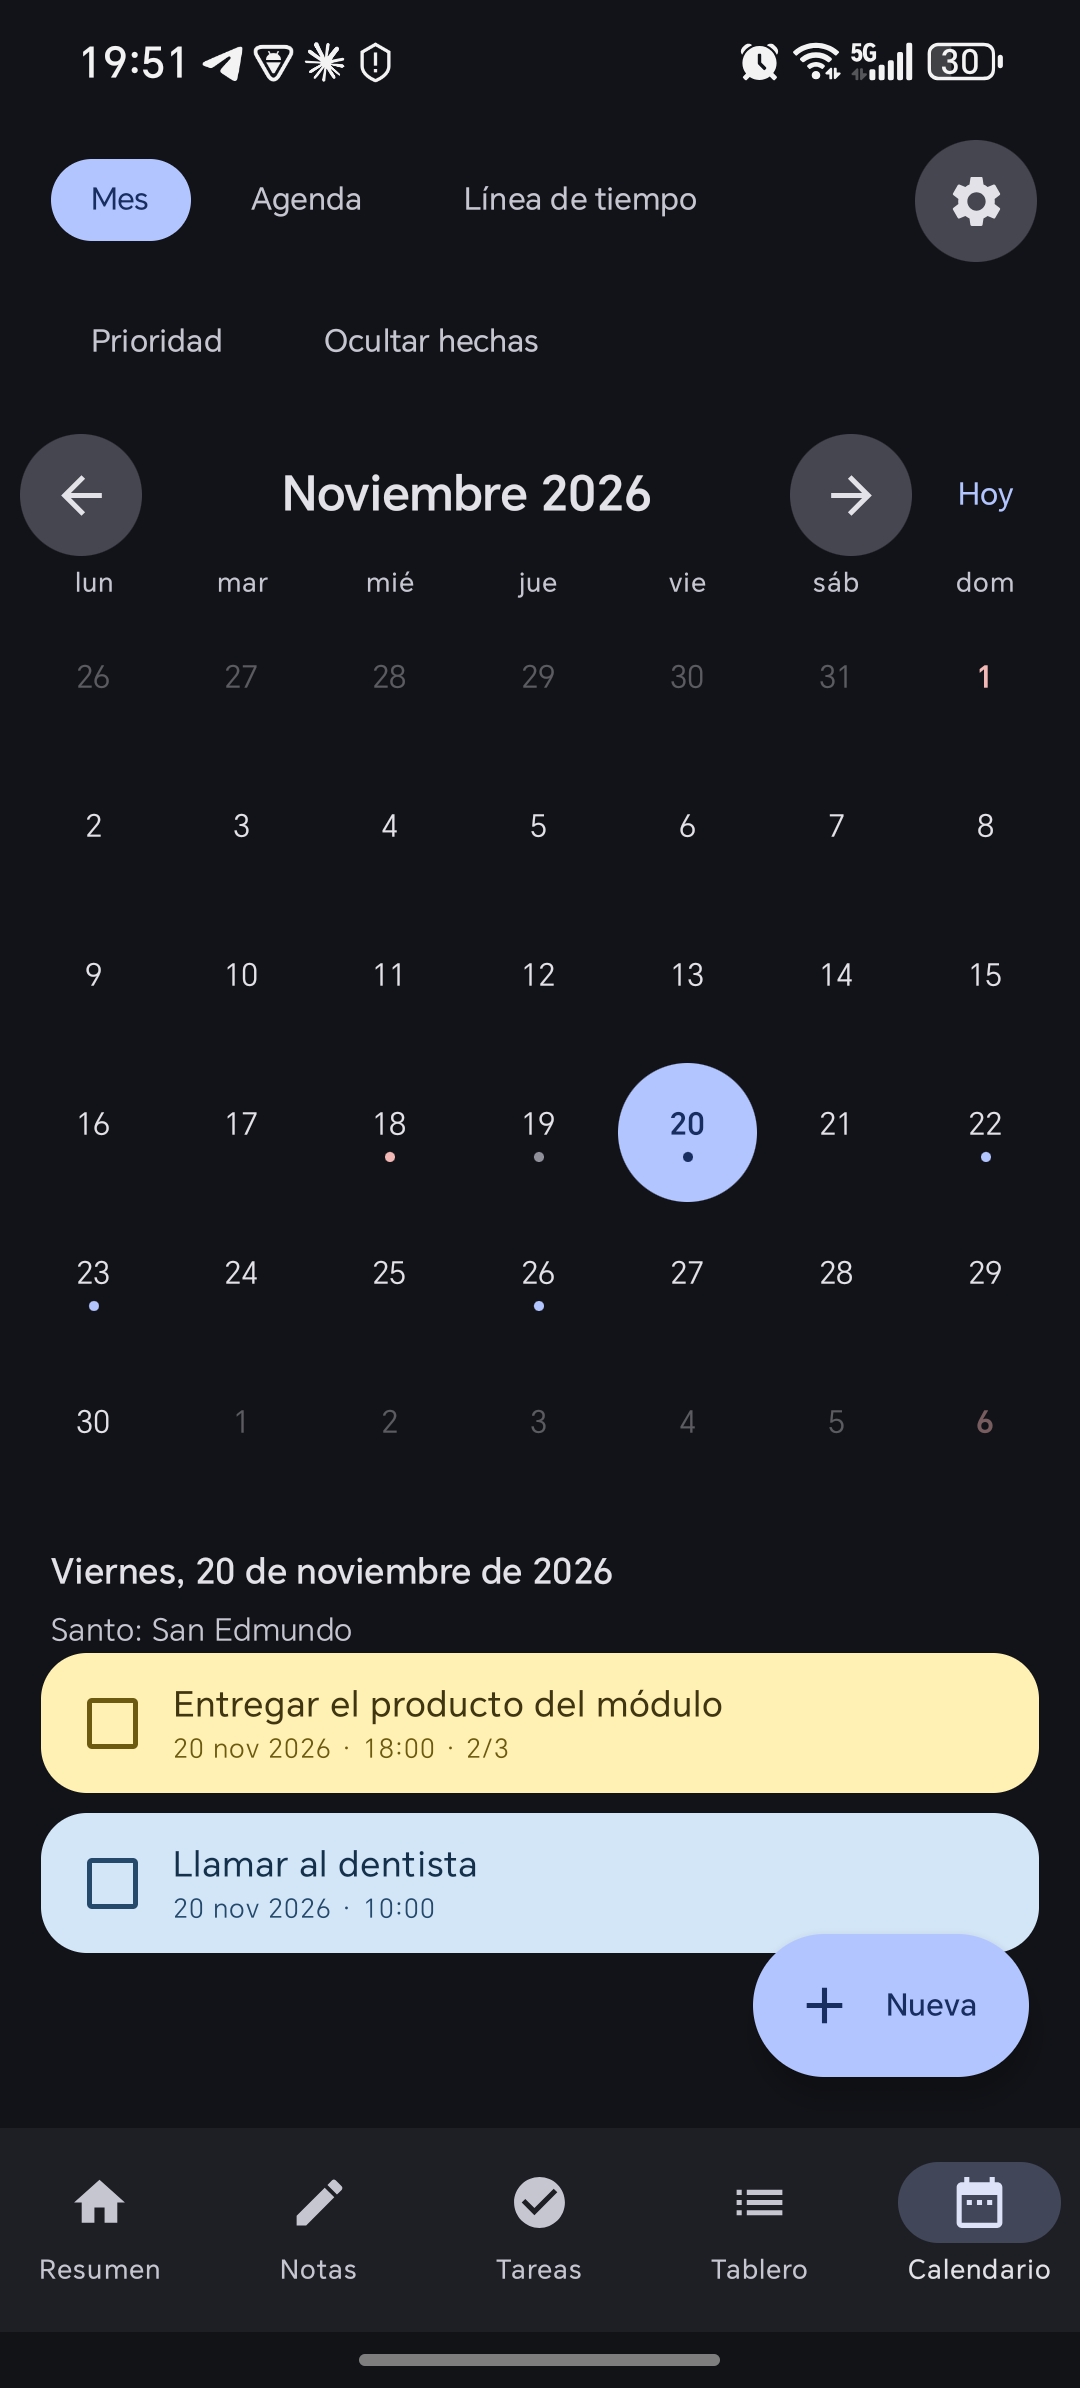 19:51 5G 30
Mes Agenda Línea de tiempo
Prioridad Ocultar hechas
Noviembre 2026 Hoy
lun mar mié jue vie sáb dom
26 27 28 29 30 31 1
2 3 4 5 6 7 8
9 10 11 12 13 14 15
16 17 18 19 20 21 22
23 24 25 26 27 28 29
30 1 2 3 4 5 6
Viernes, 20 de noviembre de 2026
Santo: San Edmundo
Entregar el producto del módulo
20 nov 2026 · 18:00 · 2/3
Llamar al dentista
20 nov 2026 · 10:00
Nueva
Resumen Notas Tareas Tablero Calendario